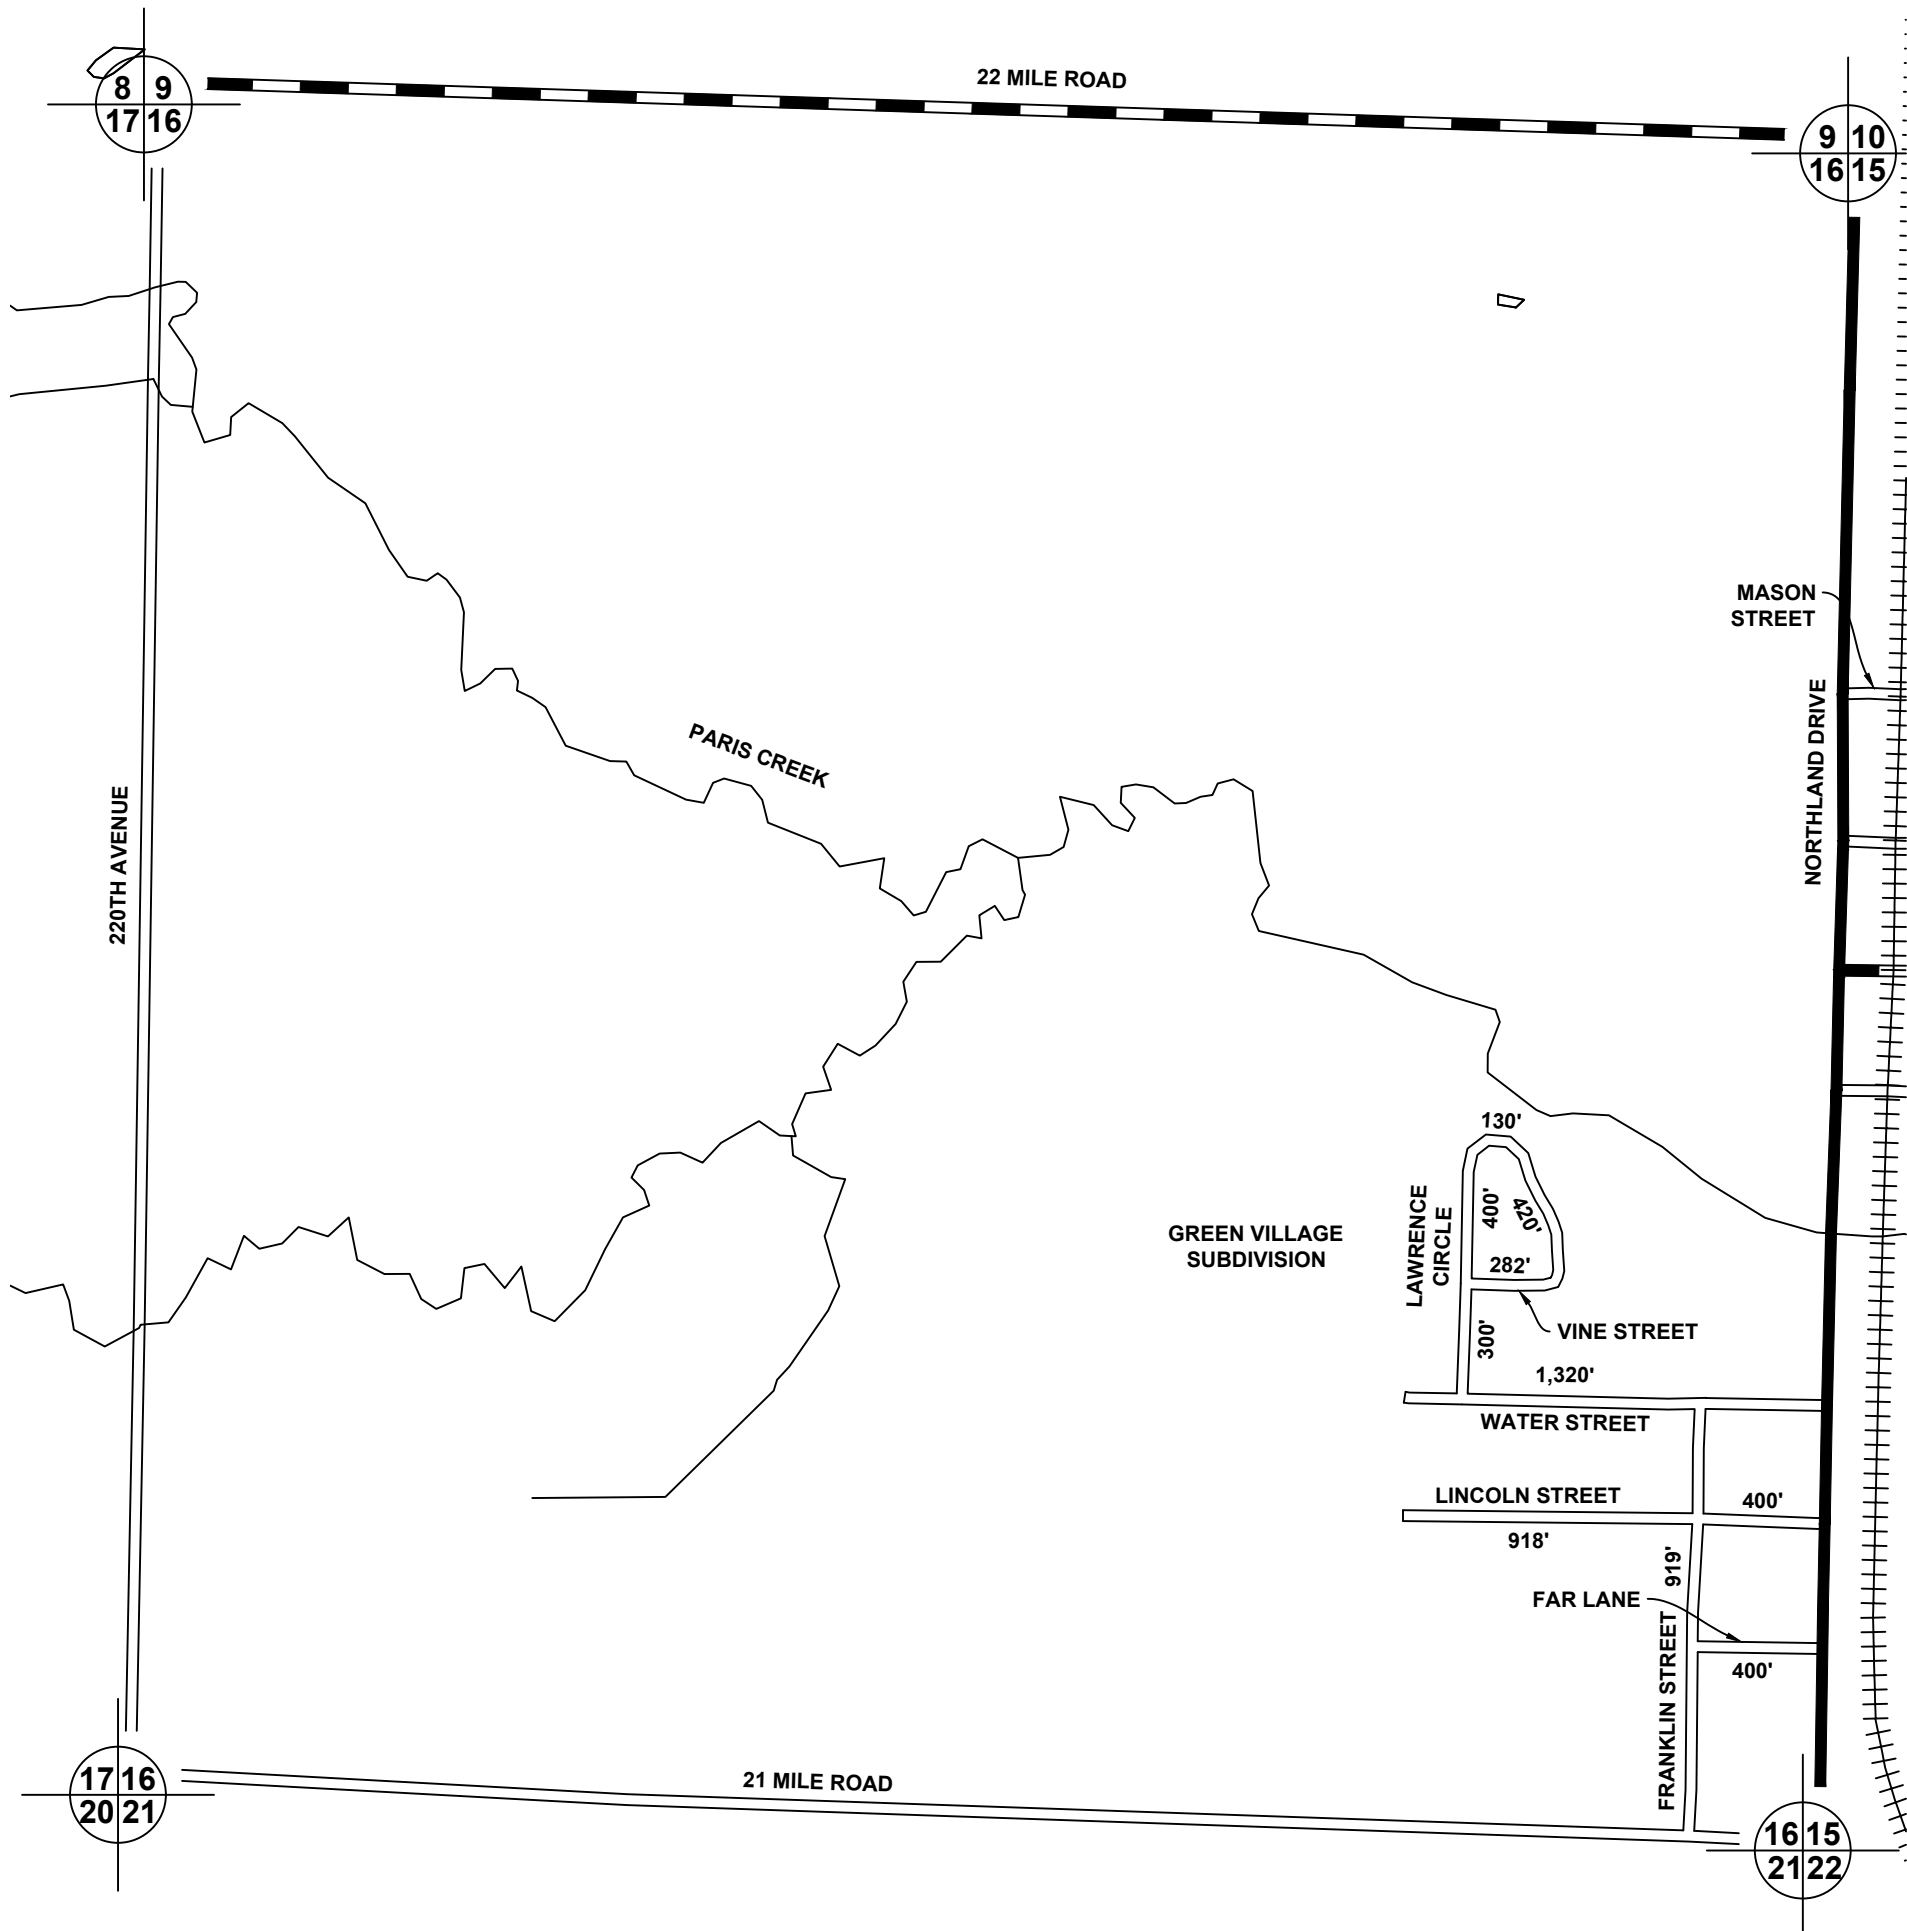 8 9
17 16
22 MILE ROAD
9 10
16 15
MASON
STREET
NORTHLAND DRIVE
PARIS CREEK
220TH AVENUE
130'
400'
420'
LAWRENCE
CIRCLE
GREEN VILLAGE
SUBDIVISION
282'
VINE STREET
300'
1,320'
WATER STREET
LINCOLN STREET
400'
918'
919'
FAR LANE
400'
FRANKLIN STREET
17 16
20 21
21 MILE ROAD
16 15
21 22